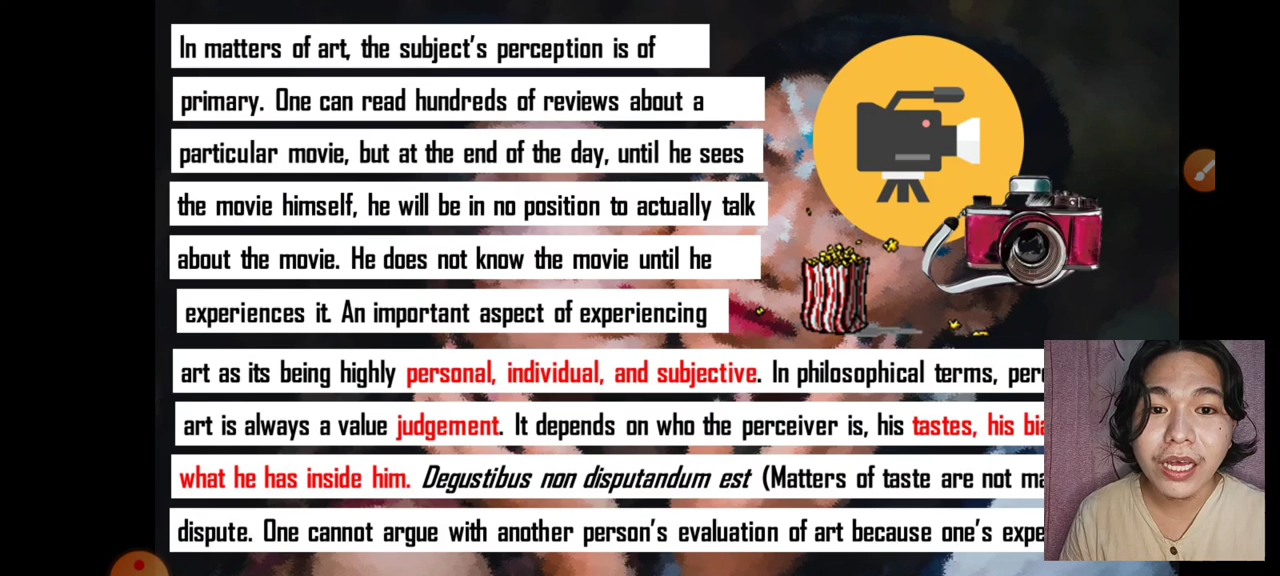 In matters of art, the subject's perception is of
primary. One can read hundreds of reviews about a
particular movie, but at the end of the day, until he sees
the movie himself, he will be in no position to actually talk
about the movie. He does not know the movie until he
experiences it. An important aspect of experiencing
art as its being highly personal, individual, and subjective. In philosophical terms,
art is always a value judgement. It depends on who the perceiver is, his tastes, his
what he has inside him. Degustibus non disputandum est (Matters of taste are not
dispute. One cannot argue with another person's evaluation of art because one's